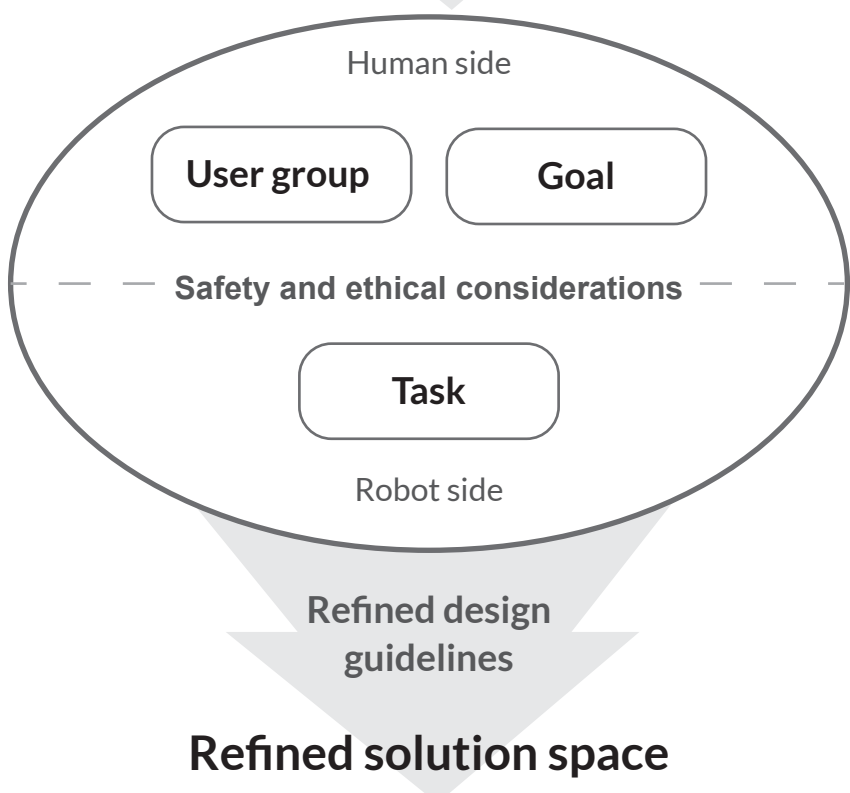 Human side
User group
Goal
Safety and ethical considerations
Task
Robot side
Refined design
guidelines
Refined solution space